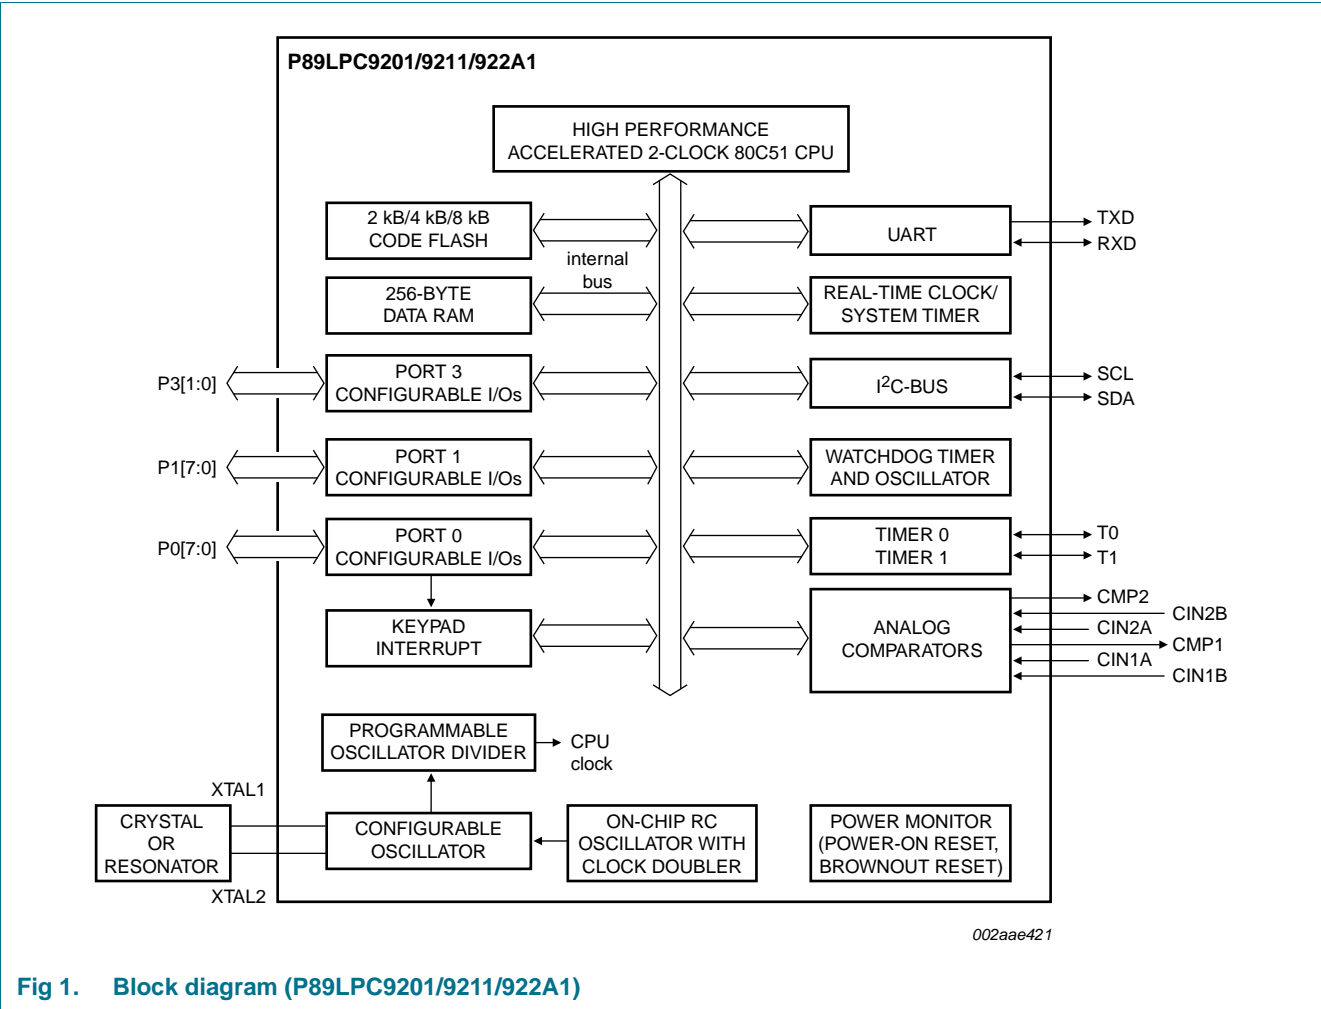 P89LPC9201/9211/922A1
HIGH PERFORMANCE
ACCELERATED 2-CLOCK 80C51 CPU
2 kB/4 kB/8 kB
CODE FLASH
internal
bus
UART
TXD
RXD
256-BYTE
DATA RAM
REAL-TIME CLOCK/
SYSTEM TIMER
P3[1:0]
PORT 3
CONFIGURABLE I/Os
I2C-BUS
SCL
SDA
P1[7:0]
PORT 1
CONFIGURABLE I/Os
WATCHDOG TIMER
AND OSCILLATOR
P0[7:0]
PORT 0
CONFIGURABLE I/Os
TIMER 0
TIMER 1
T0
T1
KEYPAD
INTERRUPT
ANALOG
COMPARATORS
CMP2
CIN2B
CIN2A
CMP1
CIN1A
CIN1B
PROGRAMMABLE
OSCILLATOR DIVIDER
CPU
clock
XTAL1
CRYSTAL
OR
RESONATOR
XTAL2
CONFIGURABLE
OSCILLATOR
ON-CHIP RC
OSCILLATOR WITH
CLOCK DOUBLER
POWER MONITOR
(POWER-ON RESET,
BROWNOUT RESET)
002aae421
Fig 1. Block diagram (P89LPC9201/9211/922A1)